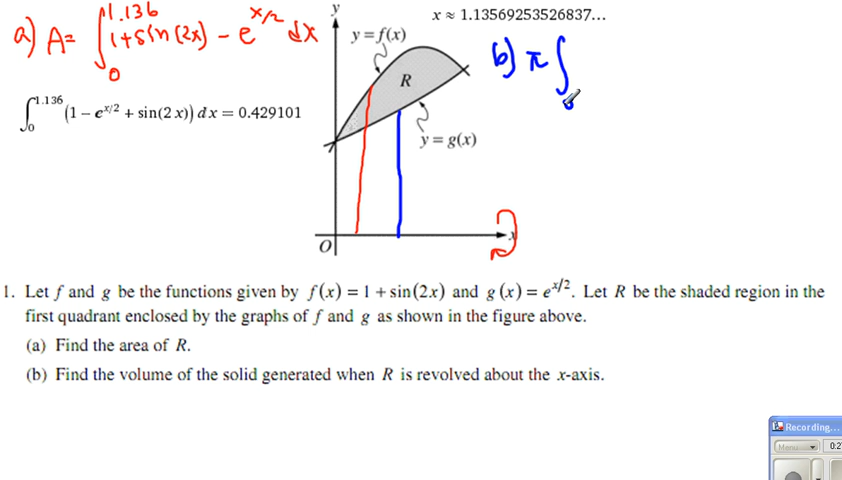 a) A = ∫₀^1.136 1+sin(2x) - e^x/2 dx
∫₀^1.136 (1 − e^x/2 + sin(2 x)) d x = 0.429101
x ≈ 1.13569253526837...
b) π ∫
y
y = f(x)
R
y = g(x)
O
x
1. Let f and g be the functions given by f(x) = 1 + sin(2x) and g(x) = e^x/2. Let R be the shaded region in the
first quadrant enclosed by the graphs of f and g as shown in the figure above.
(a) Find the area of R.
(b) Find the volume of the solid generated when R is revolved about the x-axis.
Recording...
Menu